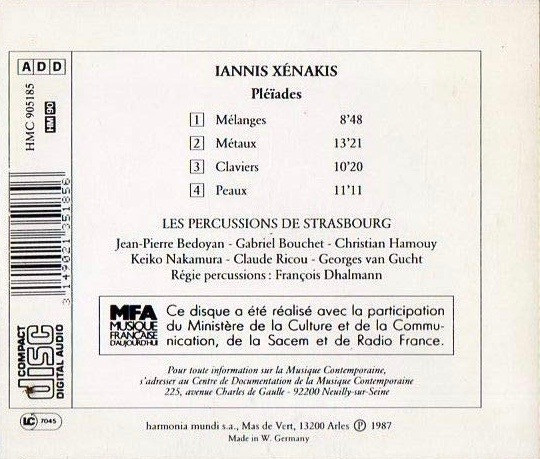 ADD
HMC 905185
HM 90
IANNIS XÉNAKIS
Pléïades
1 Mélanges 8'48
2 Métaux 13'21
3 Claviers 10'20
4 Peaux 11'11
LES PERCUSSIONS DE STRASBOURG
Jean-Pierre Bedoyan - Gabriel Bouchet - Christian Hamouy
Keiko Nakamura - Claude Ricou - Georges van Gucht
Régie percussions : François Dhalmann
MFA
MUSIQUE
FRANÇAISE
D'AUJOURD'HUI
Ce disque a été réalisé avec la participation
du Ministère de la Culture et de la Commu-
nication, de la Sacem et de Radio France.
Pour toute information sur la Musique Contemporaine,
s'adresser au Centre de Documentation de la Musique Contemporaine
225, avenue Charles de Gaulle - 92200 Neuilly-sur-Seine
3 149021 351856
COMPACT
disc
DIGITAL AUDIO
LC 7045
harmonia mundi s.a., Mas de Vert, 13200 Arles Ⓟ 1987
Made in W. Germany